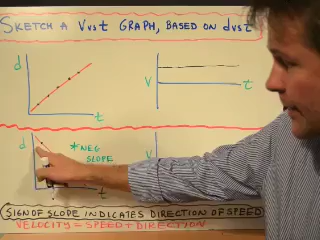 SKETCH A V vs t GRAPH, BASED ON d vs t
d
t
V
t
d
*NEG
SLOPE
t
V
SIGN OF SLOPE INDICATES DIRECTION OF SPEED
VELOCITY = SPEED + DIRECTION